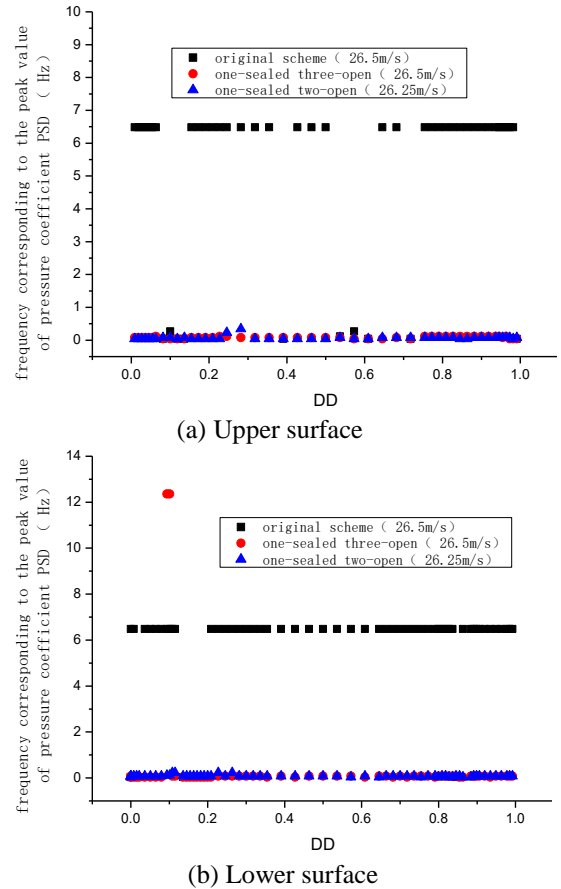 frequency corresponding to the peak value
of pressure coefficient PSD ( Hz)
10
9
8
7
6
5
4
3
2
1
0
original scheme ( 26.5m/s)
one-sealed three-open ( 26.5m/s)
one-sealed two-open ( 26.25m/s)
0.0 0.2 0.4 0.6 0.8 1.0
DD
(a) Upper surface
frequency corresponding to the peak value
of pressure coefficient PSD ( Hz)
14
12
10
8
6
4
2
0
original scheme ( 26.5m/s)
one-sealed three-open ( 26.5m/s)
one-sealed two-open ( 26.25m/s)
0.0 0.2 0.4 0.6 0.8 1.0
DD
(b) Lower surface